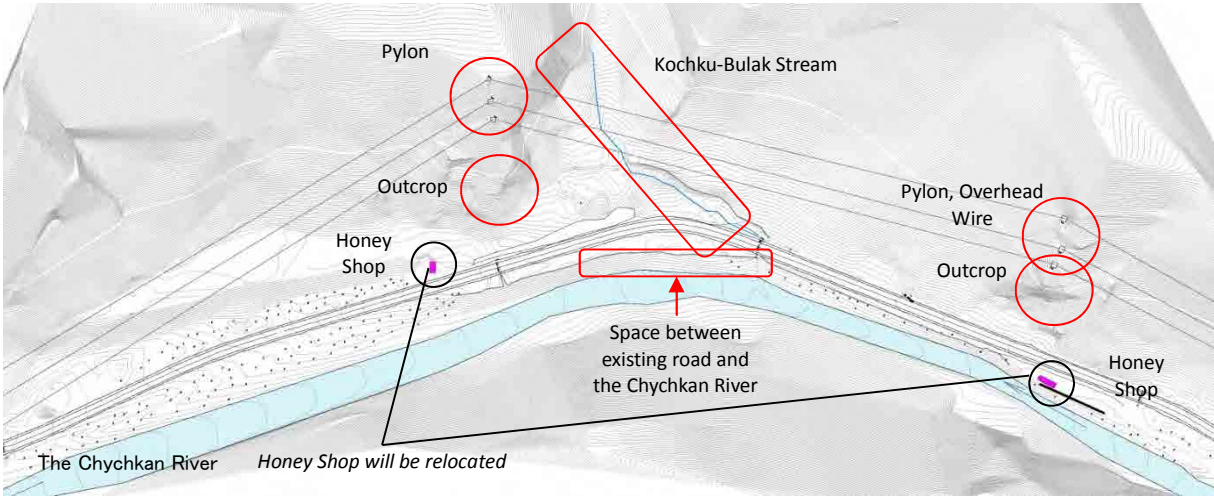 Pylon
Kochku-Bulak Stream
Outcrop
Pylon, Overhead
Wire
Honey
Shop
Outcrop
Space between
existing road and
the Chychkan River
Honey
Shop
The Chychkan River
Honey Shop will be relocated